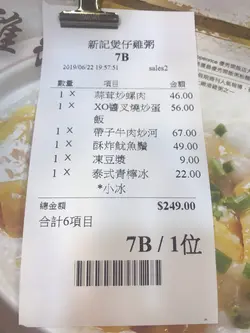 新記煲仔雞粥
7B
2019/06/22 19:57:51 sales2
數量 項目 金額
1 X 蒜茸炒螺肉 46.00
1 X XO醬叉燒炒蛋飯 56.00
1 X 帶子牛肉炒河 67.00
1 X 酥炸魷魚鬚 49.00
1 X 凍豆漿 9.00
1 X 泰式青檸冰 22.00
*小冰
總金額 $249.00
合計6項目
7B / 1位